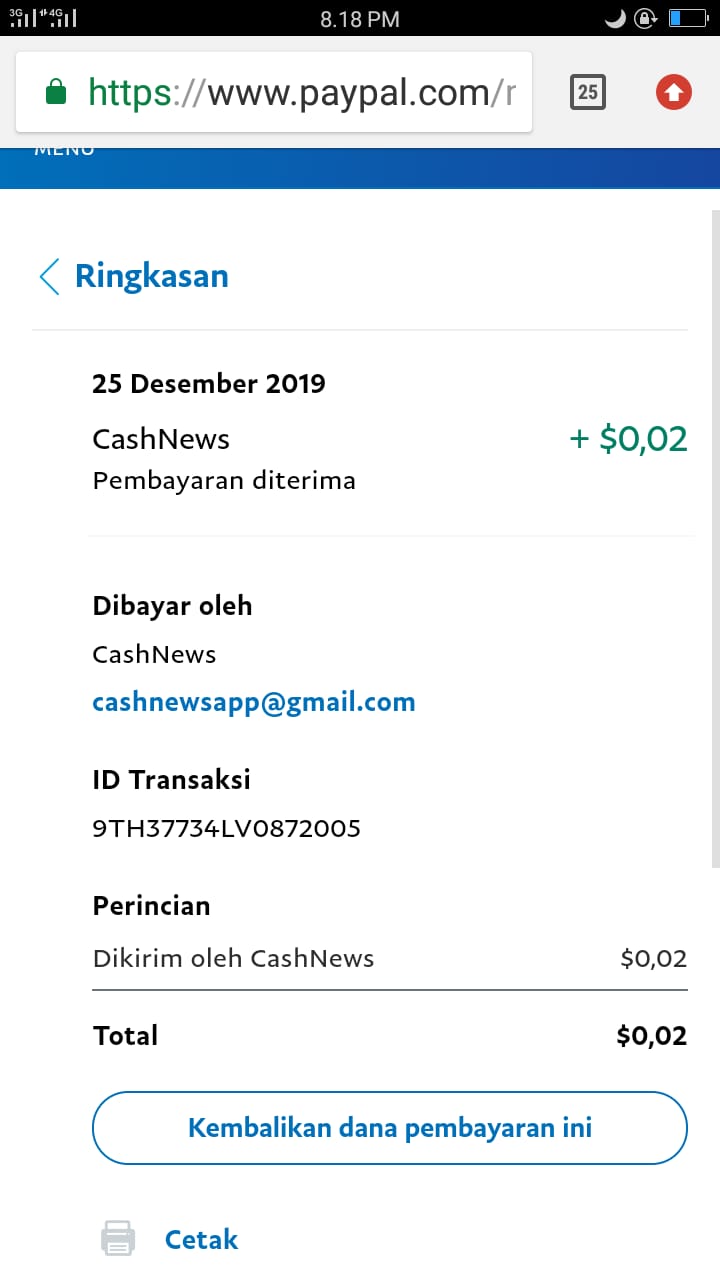 3G 4G 8.18 PM
https://www.paypal.com/r 25
MENU
Ringkasan
25 Desember 2019
CashNews + $0,02
Pembayaran diterima
Dibayar oleh
CashNews
cashnewsapp@gmail.com
ID Transaksi
9TH37734LV0872005
Perincian
Dikirim oleh CashNews $0,02
Total $0,02
Kembalikan dana pembayaran ini
Cetak